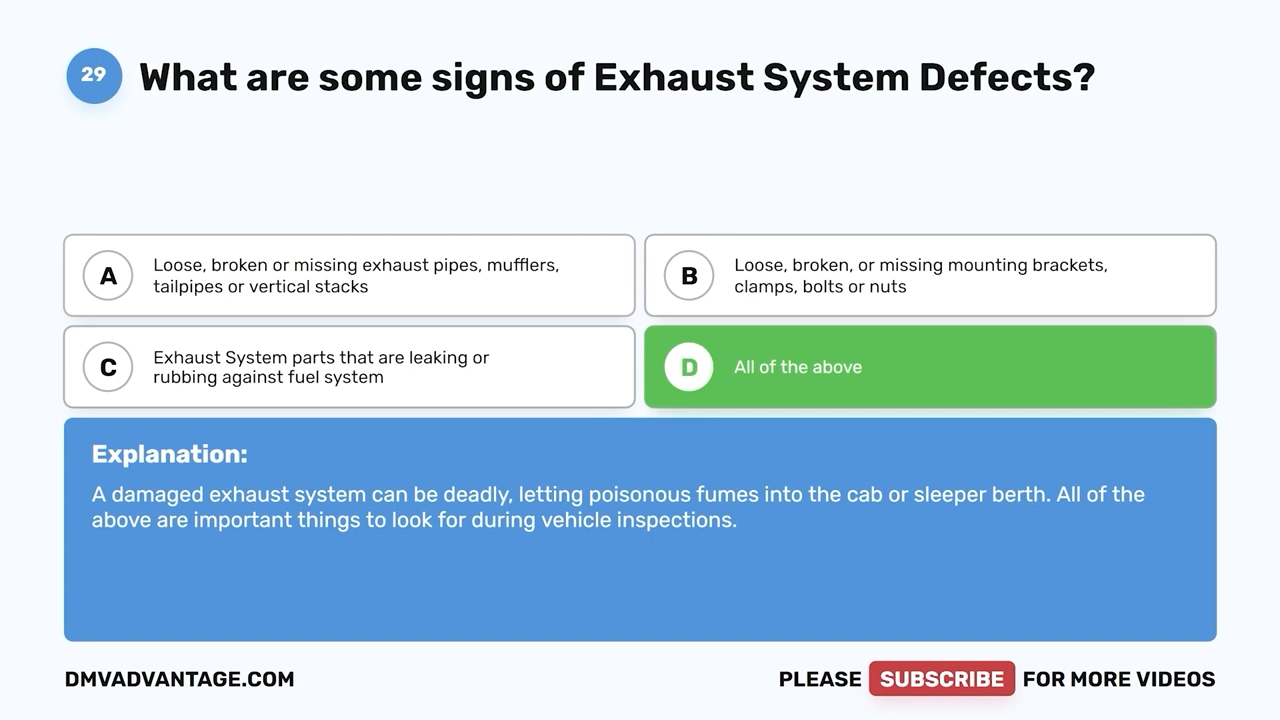 29
What are some signs of Exhaust System Defects?
A
Loose, broken or missing exhaust pipes, mufflers,
tailpipes or vertical stacks
B
Loose, broken, or missing mounting brackets,
clamps, bolts or nuts
C
Exhaust System parts that are leaking or
rubbing against fuel system
D
All of the above
Explanation:
A damaged exhaust system can be deadly, letting poisonous fumes into the cab or sleeper berth. All of the
above are important things to look for during vehicle inspections.
DMVADVANTAGE.COM
PLEASE SUBSCRIBE FOR MORE VIDEOS